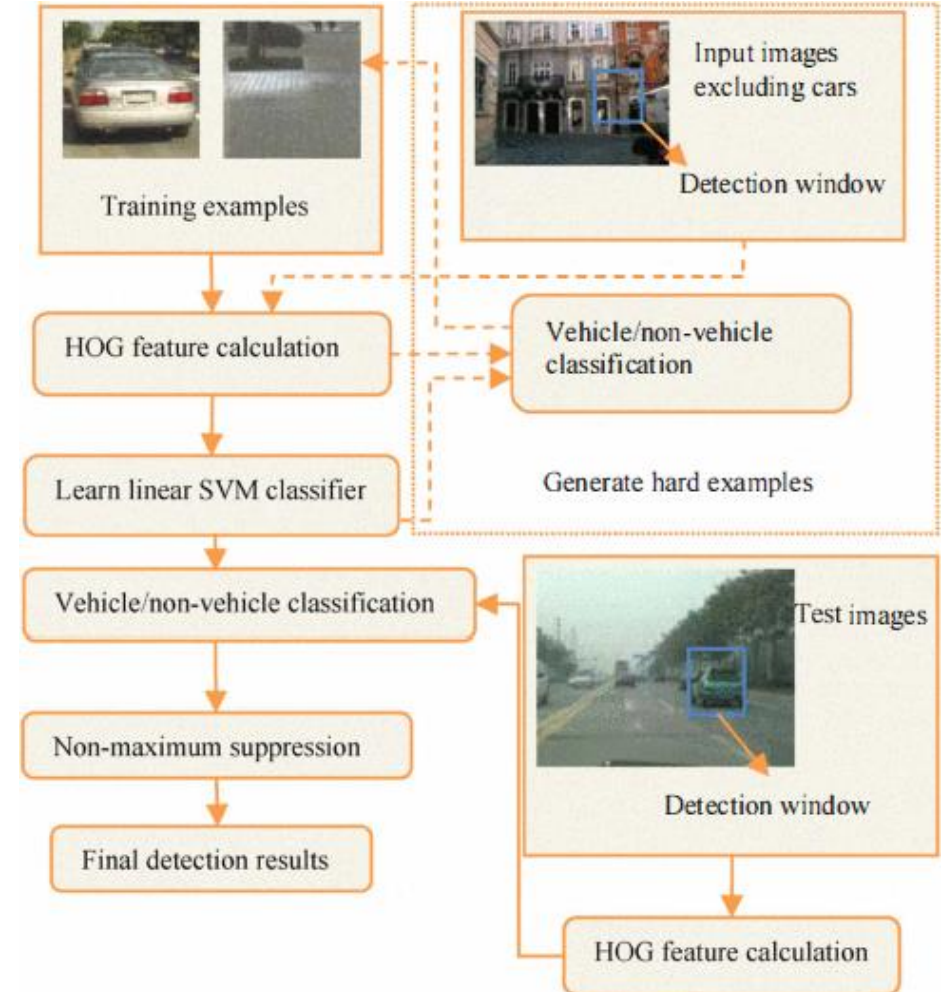 Training examples
Input images
excluding cars
Detection window
HOG feature calculation
Vehicle/non-vehicle
classification
Learn linear SVM classifier
Generate hard examples
Vehicle/non-vehicle classification
Test images
Non-maximum suppression
Detection window
Final detection results
HOG feature calculation